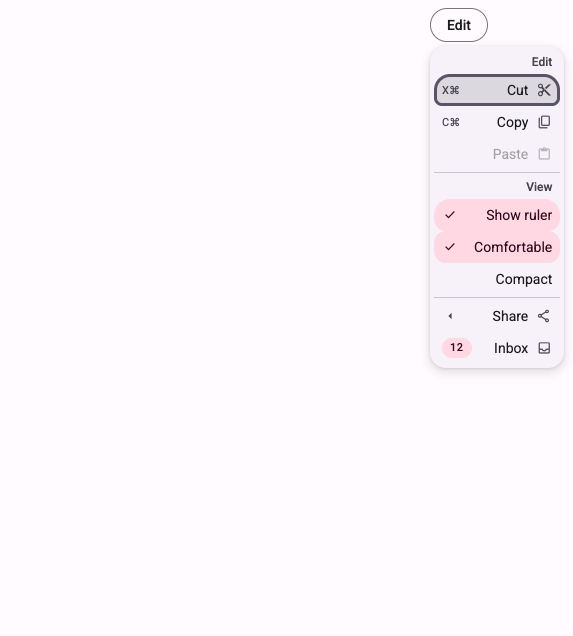 Edit
Edit
Cut X⌘
Copy C⌘
Paste
View
Show ruler
Comfortable
Compact
Share
Inbox 12